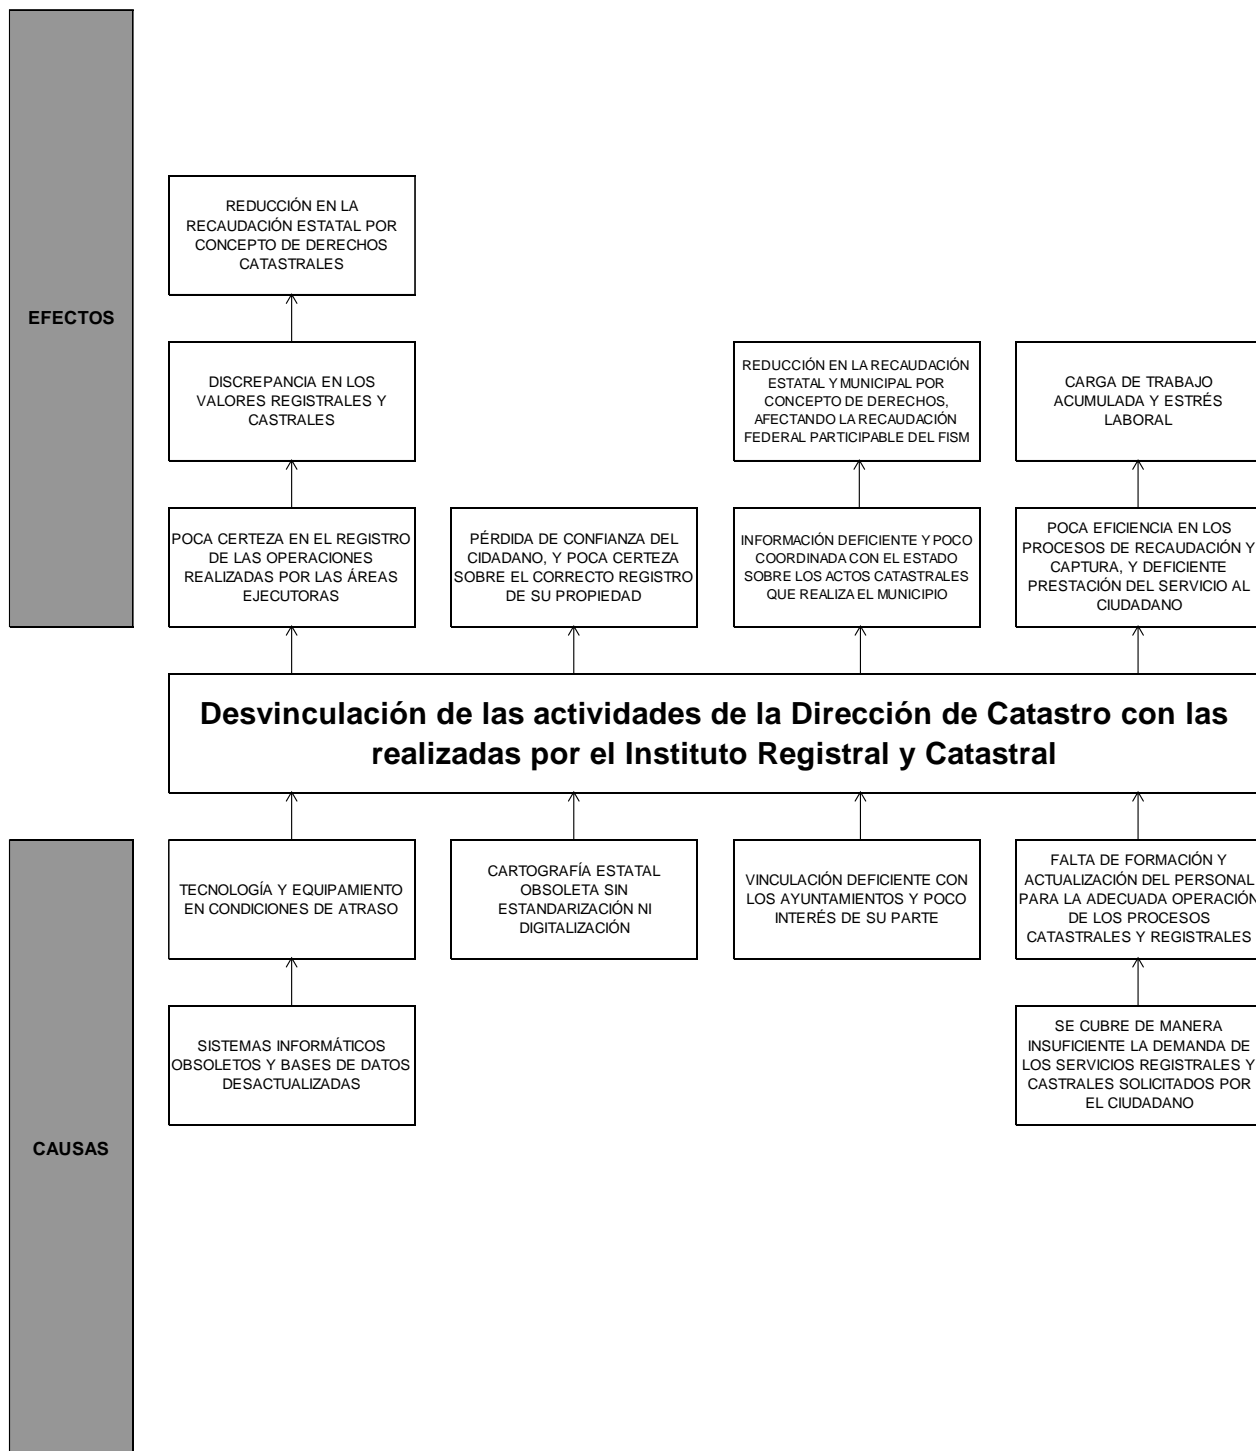 REDUCCIÓN EN LA
RECAUDACIÓN ESTATAL POR
CONCEPTO DE DERECHOS
CATASTRALES
EFECTOS
DISCREPANCIA EN LOS
VALORES REGISTRALES Y
CASTRALES
REDUCCIÓN EN LA RECAUDACIÓN
ESTATAL Y MUNICIPAL POR
CONCEPTO DE DERECHOS,
AFECTANDO LA RECAUDACIÓN
FEDERAL PARTICIPABLE DEL FISM
CARGA DE TRABAJO
ACUMULADA Y ESTRÉS
LABORAL
POCA CERTEZA EN EL REGISTRO
DE LAS OPERACIONES
REALIZADAS POR LAS ÁREAS
EJECUTORAS
PÉRDIDA DE CONFIANZA DEL
CIDADANO, Y POCA CERTEZA
SOBRE EL CORRECTO REGISTRO
DE SU PROPIEDAD
INFORMACIÓN DEFICIENTE Y POCO
COORDINADA CON EL ESTADO
SOBRE LOS ACTOS CATASTRALES
QUE REALIZA EL MUNICIPIO
POCA EFICIENCIA EN LOS
PROCESOS DE RECAUDACIÓN Y
CAPTURA, Y DEFICIENTE
PRESTACIÓN DEL SERVICIO AL
CIUDADANO
Desvinculación de las actividades de la Dirección de Catastro con las
realizadas por el Instituto Registral y Catastral
TECNOLOGÍA Y EQUIPAMIENTO
EN CONDICIONES DE ATRASO
CARTOGRAFÍA ESTATAL
OBSOLETA SIN
ESTANDARIZACIÓN NI
DIGITALIZACIÓN
VINCULACIÓN DEFICIENTE CON
LOS AYUNTAMIENTOS Y POCO
INTERÉS DE SU PARTE
FALTA DE FORMACIÓN Y
ACTUALIZACIÓN DEL PERSONAL
PARA LA ADECUADA OPERACIÓN
DE LOS PROCESOS
CATASTRALES Y REGISTRALES
SISTEMAS INFORMÁTICOS
OBSOLETOS Y BASES DE DATOS
DESACTUALIZADAS
SE CUBRE DE MANERA
INSUFICIENTE LA DEMANDA DE
LOS SERVICIOS REGISTRALES Y
CASTRALES SOLICITADOS POR
EL CIUDADANO
CAUSAS